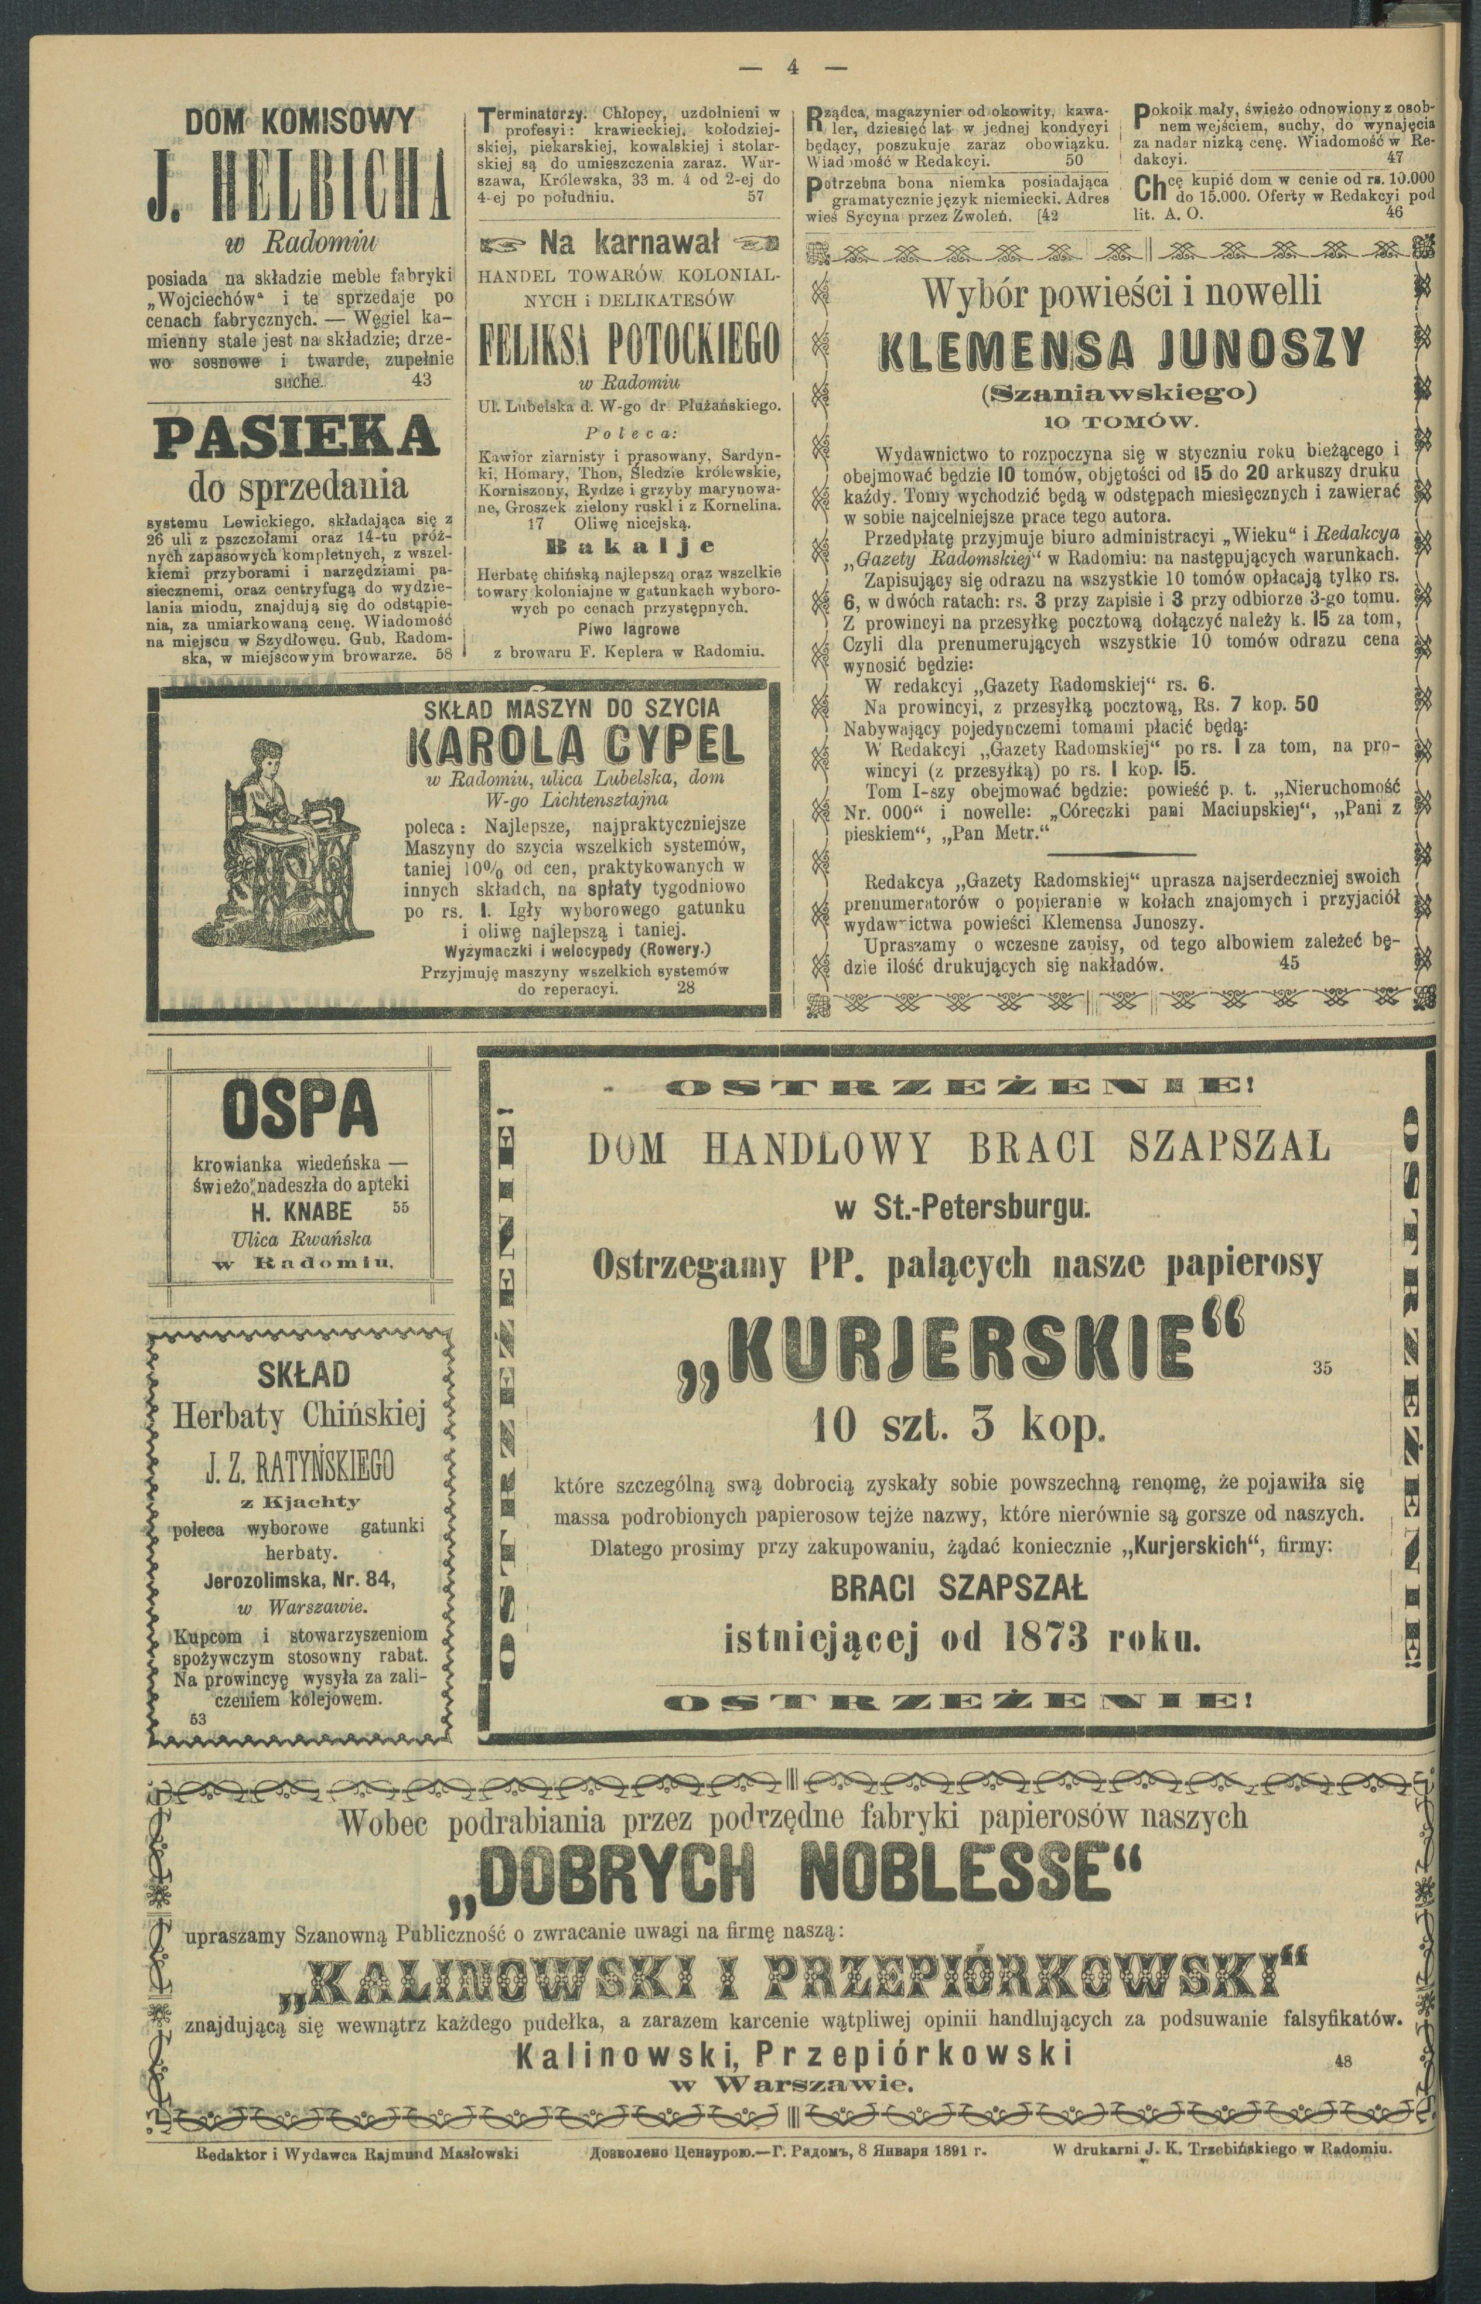 — 4 —
DOM KOMISOWY
J. HELBICHA
w Radomiu
posiada na składzie meble fabryki
„Wojciechów“ i te sprzedaje po
cenach fabrycznych. — Węgiel ka-
mienny stale jest na składzie; drze-
wo sosnowe i twarde, zupełnie
suche. 43
PASIEKA
do sprzedania
systemu Lewickiego, składająca się z
26 uli z pszczołami oraz 14-tu próż-
nych zapasowych kompletnych, z wszel-
kiemi przyborami i narzędziami pa-
siecznemi, oraz centryfugą do wydzie-
lania miodu, znajdują się do odstąpie-
nia, za umiarkowaną cenę. Wiadomość
na miejscu w Szydłowcu. Gub. Radom-
ska, w miejscowym browarze. 58
Terminatorzy. Chłopcy, uzdolnieni w
profesyi: krawieckiej, kołodziej-
skiej, piekarskiej, kowalskiej i stolar-
skiej są do umieszczenia zaraz. War-
szawa, Królewska, 33 m. 4 od 2-ej do
4-ej po południu. 57
Na karnawał
HANDEL TOWARÓW KOLONIAL-
NYCH i DELIKATESÓW
FELIKSA POTOCKIEGO
w Radomiu
Ul. Lubelska d. W-go dr. Płużańskiego.
Poleca:
Kawior ziarnisty i prasowany, Sardyn-
ki, Homary, Thon, Śledzie królewskie,
Korniszony, Rydze i grzyby marynowa-
ne, Groszek zielony ruski i z Kornelina.
17 Oliwę nicejską.
Bakalje
Herbatę chińską najlepszą oraz wszelkie
towary kolonialne w gatunkach wyboro-
wych po cenach przystępnych.
Piwo lagrowe
z browaru F. Keplera w Radomiu.
Rządca, magazynier od okowity, kawa-
ler, dziesięć lat w jednej kondycyi
będący, poszukuje zaraz obowiązku.
Wiadomość w Redakcyi. 50
Potrzebna bona niemka posiadająca
gramatycznie język niemiecki. Adres
wieś Sycyna przez Zwoleń. [42
Pokoik mały, świeżo odnowiony z osob-
nem wejściem, suchy, do wynajęcia
za nader nizką cenę. Wiadomość w Re-
dakcyi. 47
Chcę kupić dom w cenie od rs. 10.000
do 15.000. Oferty w Redakcyi pod
lit. A. O. 46
Wybór powieści i nowelli
KLEMENSA JUNOSZY
(Szaniawskiego)
10 TOMÓW.
Wydawnictwo to rozpoczyna się w styczniu roku bieżącego i
obejmować będzie 10 tomów, objętości od 15 do 20 arkuszy druku
każdy. Tomy wychodzić będą w odstępach miesięcznych i zawierać
w sobie najcelniejsze prace tego autora.
Przedpłatę przyjmuje biuro administracyi „Wieku“ i Redakcya
„Gazety Radomskiej“ w Radomiu: na następujących warunkach.
Zapisujący się odrazu na wszystkie 10 tomów opłacają tylko rs.
6, w dwóch ratach: rs. 3 przy zapisie i 3 przy odbiorze 3-go tomu.
Z prowincyi na przesyłkę pocztową dołączyć należy k. 15 za tom,
Czyli dla prenumerujących wszystkie 10 tomów odrazu cena
wynosić będzie:
W redakcyi „Gazety Radomskiej“ rs. 6.
Na prowincyi, z przesyłką pocztową, Rs. 7 kop. 50
Nabywający pojedynczemi tomami płacić będą:
W Redakcyi „Gazety Radomskiej“ po rs. 1 za tom, na pro-
wincyi (z przesyłką) po rs. 1 kop. 15.
Tom I-szy obejmować będzie: powieść p. t. „Nieruchomość
Nr. 000“ i nowelle: „Córeczki pani Maciupskiej“, „Pani z
pieskiem“, „Pan Metr.“
Redakcya „Gazety Radomskiej“ uprasza najserdeczniej swoich
prenumeratorów o popieranie w kołach znajomych i przyjaciół
wydawnictwa powieści Klemensa Junoszy.
Upraszamy o wczesne zapisy, od tego albowiem zależeć bę-
dzie ilość drukujących się nakładów. 45
SKŁAD MASZYN DO SZYCIA
KAROLA CYPEL
w Radomiu, ulica Lubelska, dom
W-go Lichtensztajna
poleca: Najlepsze, najpraktyczniejsze
Maszyny do szycia wszelkich systemów,
taniej 10% od cen, praktykowanych w
innych składch, na spłaty tygodniowo
po rs. 1. Igły wyborowego gatunku
i oliwę najlepszą i taniej.
Wyżymaczki i welocypedy (Rowery.)
Przyjmuję maszyny wszelkich systemów
do reperacyi. 28
OSPA
krowianka wiedeńska —
świeżo nadeszła do apteki
H. KNABE 55
Ulica Rwańska
w Radomiu.
SKŁAD
Herbaty Chińskiej
J. Z. RATYŃSKIEGO
z Kjachty
poleca wyborowe gatunki
herbaty.
Jerozolimska, Nr. 84,
w Warszawie.
Kupcom i stowarzyszeniom
spożywczym stosowny rabat.
Na prowincyę wysyła za zali-
czeniem kolejowem.
53
OSTRZEŻENIE!
OSTRZEŻENIE!
OSTRZEŻENIE!
DOM HANDLOWY BRACI SZAPSZAL
w St.-Petersburgu.
Ostrzegamy PP. palących nasze papierosy
„KURJERSKIE“
35
10 szt. 3 kop.
które szczególną swą dobrocią zyskały sobie powszechną renomę, że pojawiła się
massa podrobionych papierosow tejże nazwy, które nierównie są gorsze od naszych.
Dlatego prosimy przy zakupowaniu, żądać koniecznie „Kurjerskich“, firmy:
BRACI SZAPSZAŁ
istniejącej od 1873 roku.
OSTRZEŻENIE!
Wobec podrabiania przez podrzędne fabryki papierosów naszych
„DOBRYCH NOBLESSE“
upraszamy Szanowną Publiczność o zwracanie uwagi na firmę naszą:
„KALINOWSKI I PRZEPIÓRKOWSKI“
znajdującą się wewnątrz każdego pudełka, a zarazem karcenie wątpliwej opinii handlujących za podsuwanie falsyfikatów.
Kalinowski, Przepiórkowski
48
w Warszawie.
Redaktor i Wydawca Rajmund Masłowski Дозволено Цензурою.—Г. Радомъ, 8 Января 1891 г. W drukarni J. K. Trzebińskiego w Radomiu.